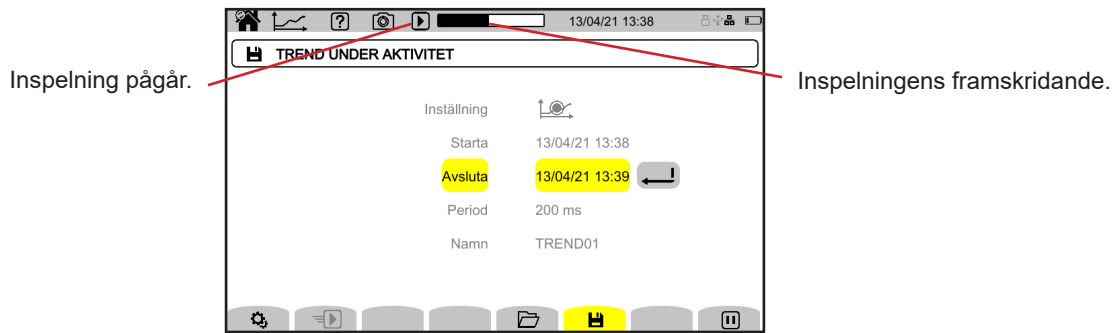 13/04/21 13:38
TREND UNDER AKTIVITET
Inspelning pågår.
Inspelningens framskridande.
Inställning
Starta 13/04/21 13:38
Avsluta 13/04/21 13:39
Period 200 ms
Namn TREND01